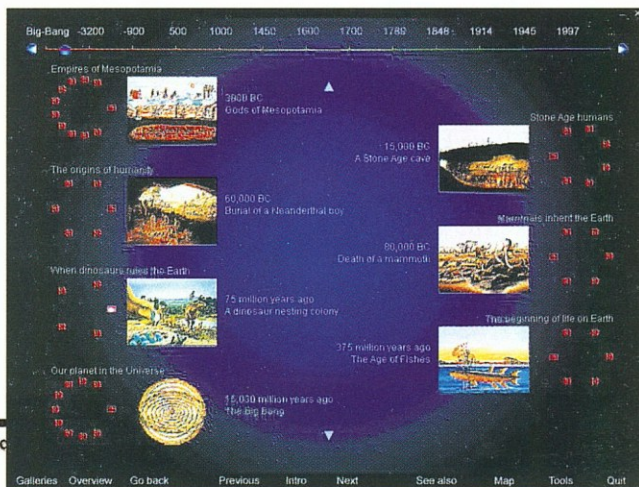 Big-Bang -3200 -900 500 1000 1450 1600 1700 1789 1848 1914 1945 1997
Empires of Mesopotamia
3800 BC
Gods of Mesopotamia
Stone Age humans
15,000 BC
A Stone Age cave
The origins of humanity
60,000 BC
Burial of a Neanderthal boy
Mammals inherit the Earth
80,000 BC
Death of a mammoth
When dinosaurs ruled the Earth
75 million years ago
A dinosaur nesting colony
The beginning of life on Earth
375 million years ago
The Age of Fishes
Our planet in the Universe
15,000 million years ago
The Big Bang
Galleries Overview Go back Previous Intro Next See also Map Tools Quit